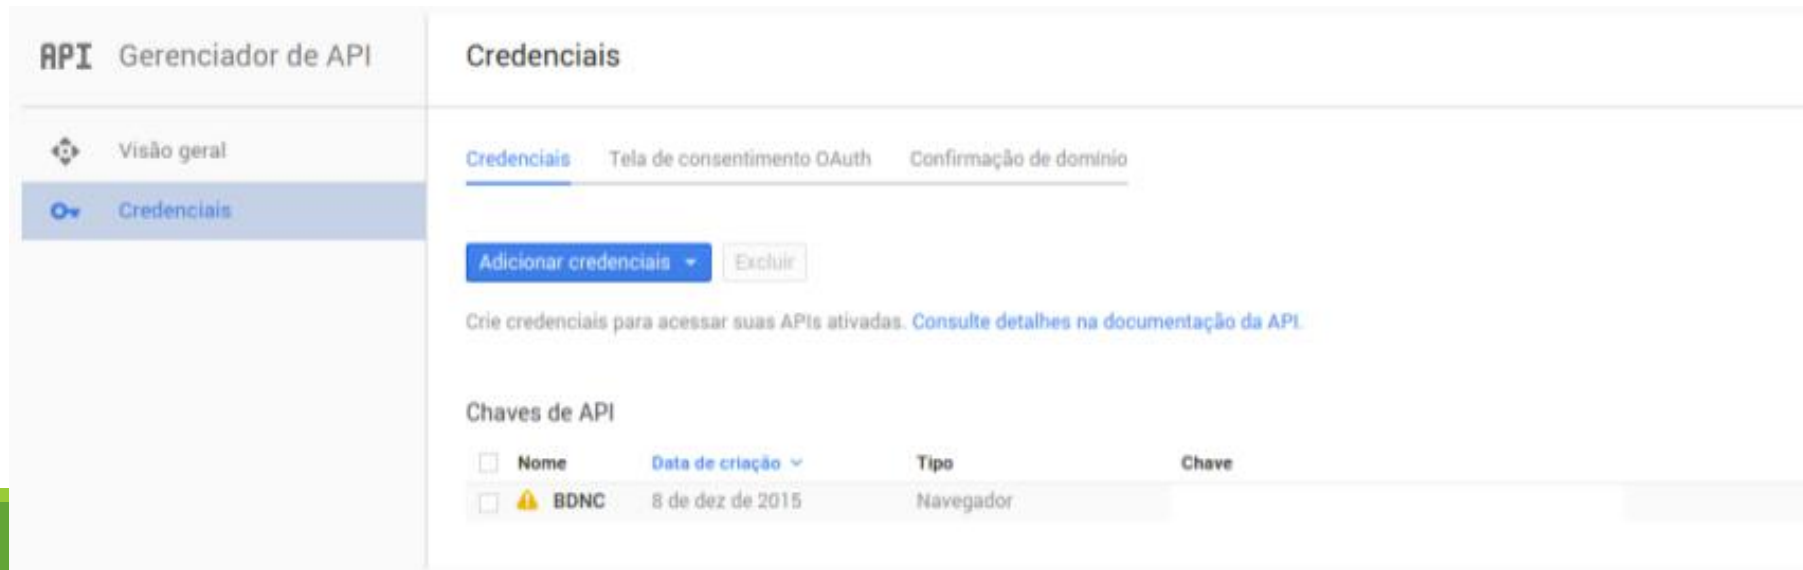 API Gerenciador de API
Credenciais
Visão geral
Credenciais
Credenciais Tela de consentimento OAuth Confirmação de domínio
Adicionar credenciais Excluir
Crie credenciais para acessar suas APIs ativadas. Consulte detalhes na documentação da API.
Chaves de API
Nome Data de criação Tipo Chave
BDNC 8 de dez de 2015 Navegador